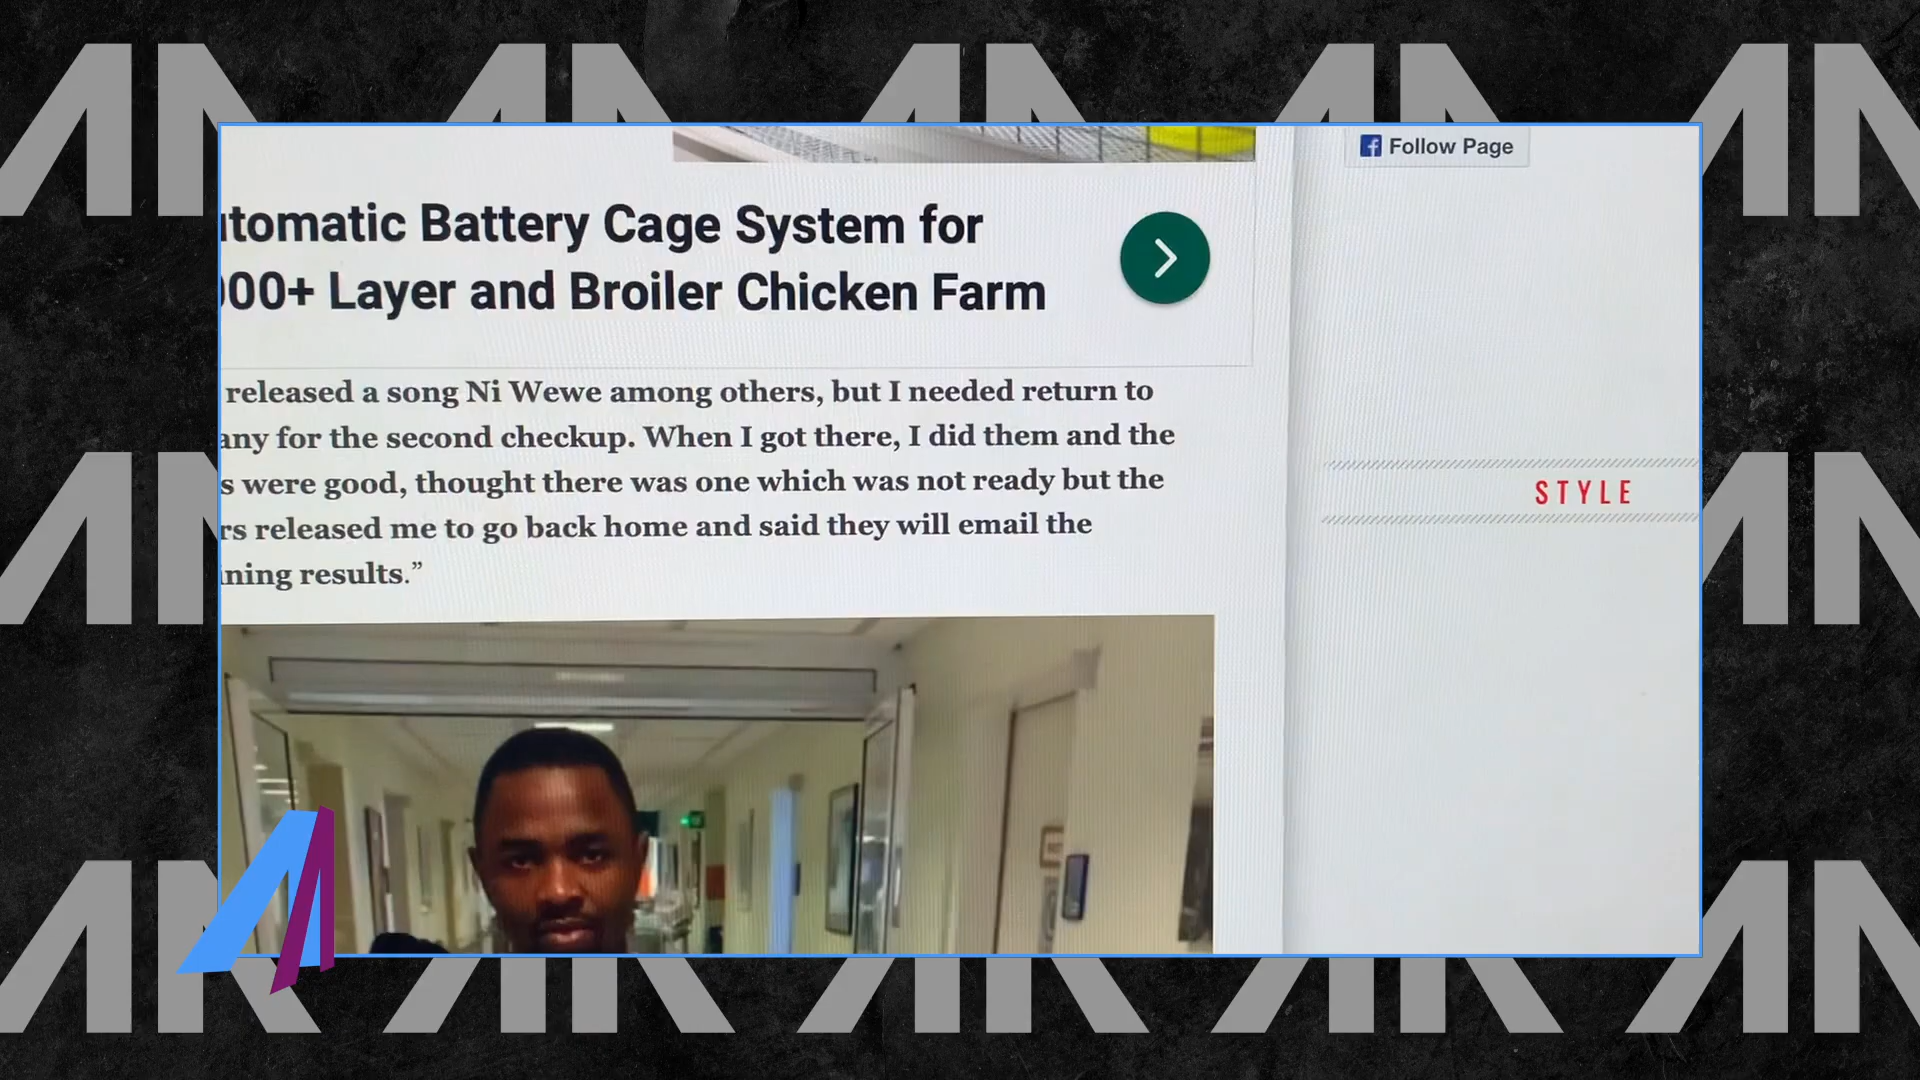 Follow Page
tomatic Battery Cage System for
00+ Layer and Broiler Chicken Farm
released a song Ni Wewe among others, but I needed return to
any for the second checkup. When I got there, I did them and the
s were good, thought there was one which was not ready but the
rs released me to go back home and said they will email the
ning results.”
STYLE